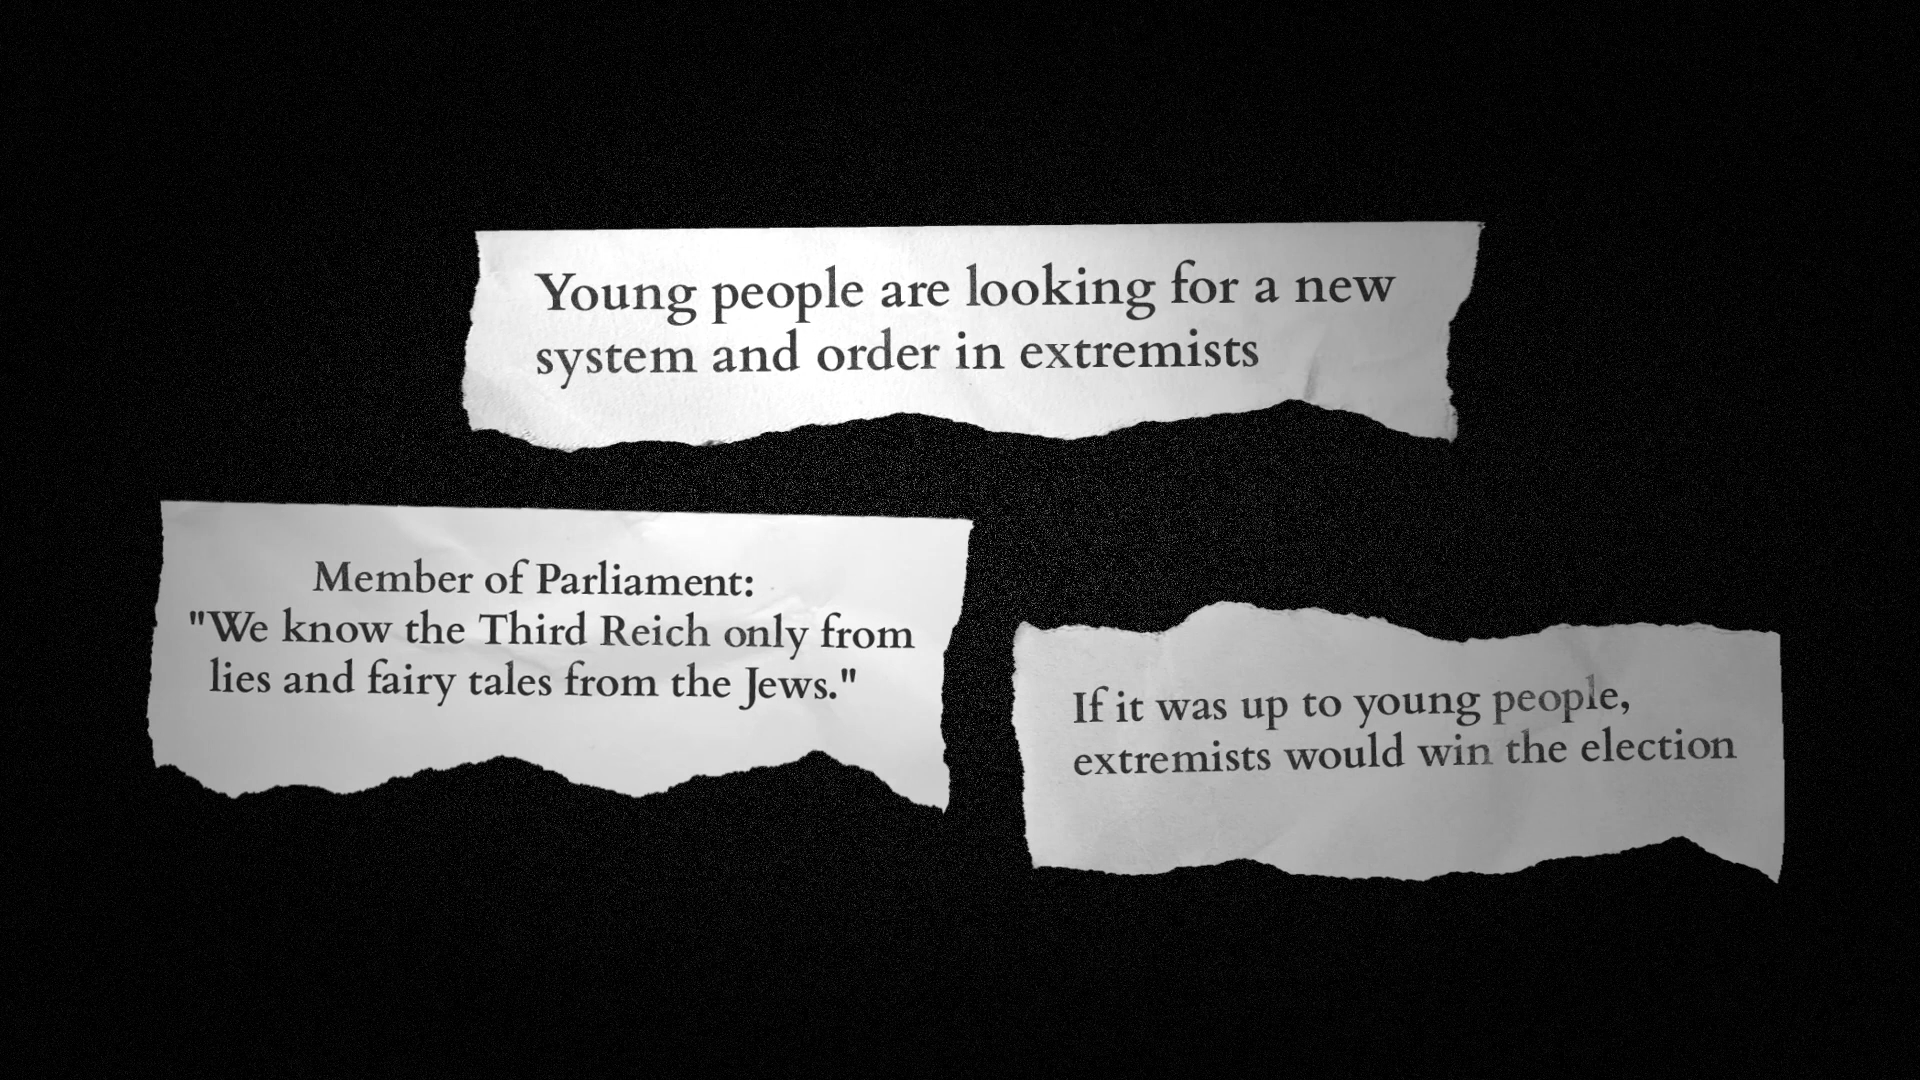 Young people are looking for a new
system and order in extremists
Member of Parliament:
"We know the Third Reich only from
lies and fairy tales from the Jews."
If it was up to young people,
extremists would win the election